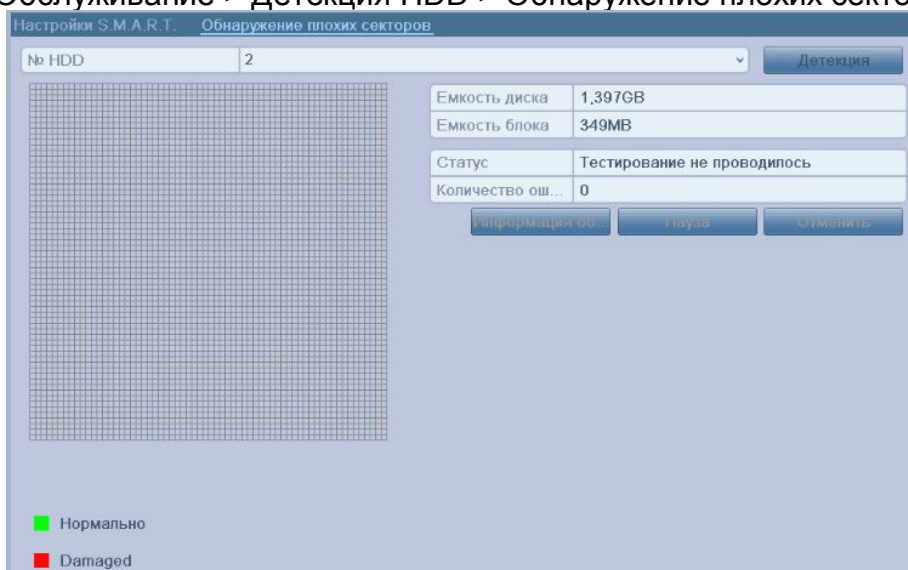 Обслуживание > Детекция HDD > Обнаружение плохих секто
Настройки S.M.A.R.T. Обнаружение плохих секторов
№ HDD 2 Детекция
Емкость диска 1,397GB
Емкость блока 349MB
Статус Тестирование не проводилось
Количество ош... 0
Информация об... Пауза Отменить
Нормально
Damaged